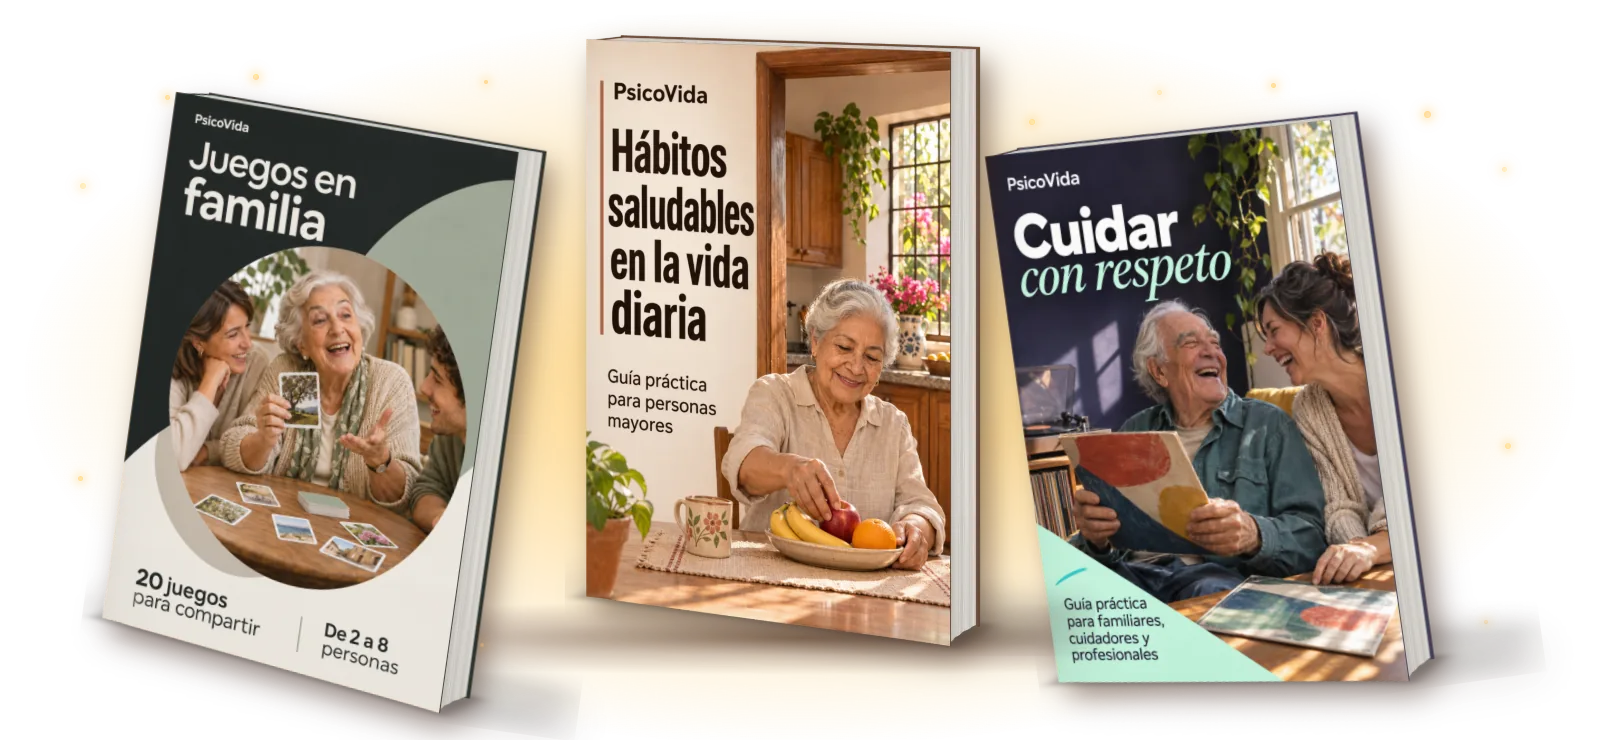 PsicoVida
Juegos en
familia
20 juegos
para compartir
De 2 a 8
personas
PsicoVida
Hábitos
saludables
en la vida
diaria
Guía práctica
para personas
mayores
PsicoVida
Cuidar
con respeto
Guía práctica
para familiares,
cuidadores y
profesionales